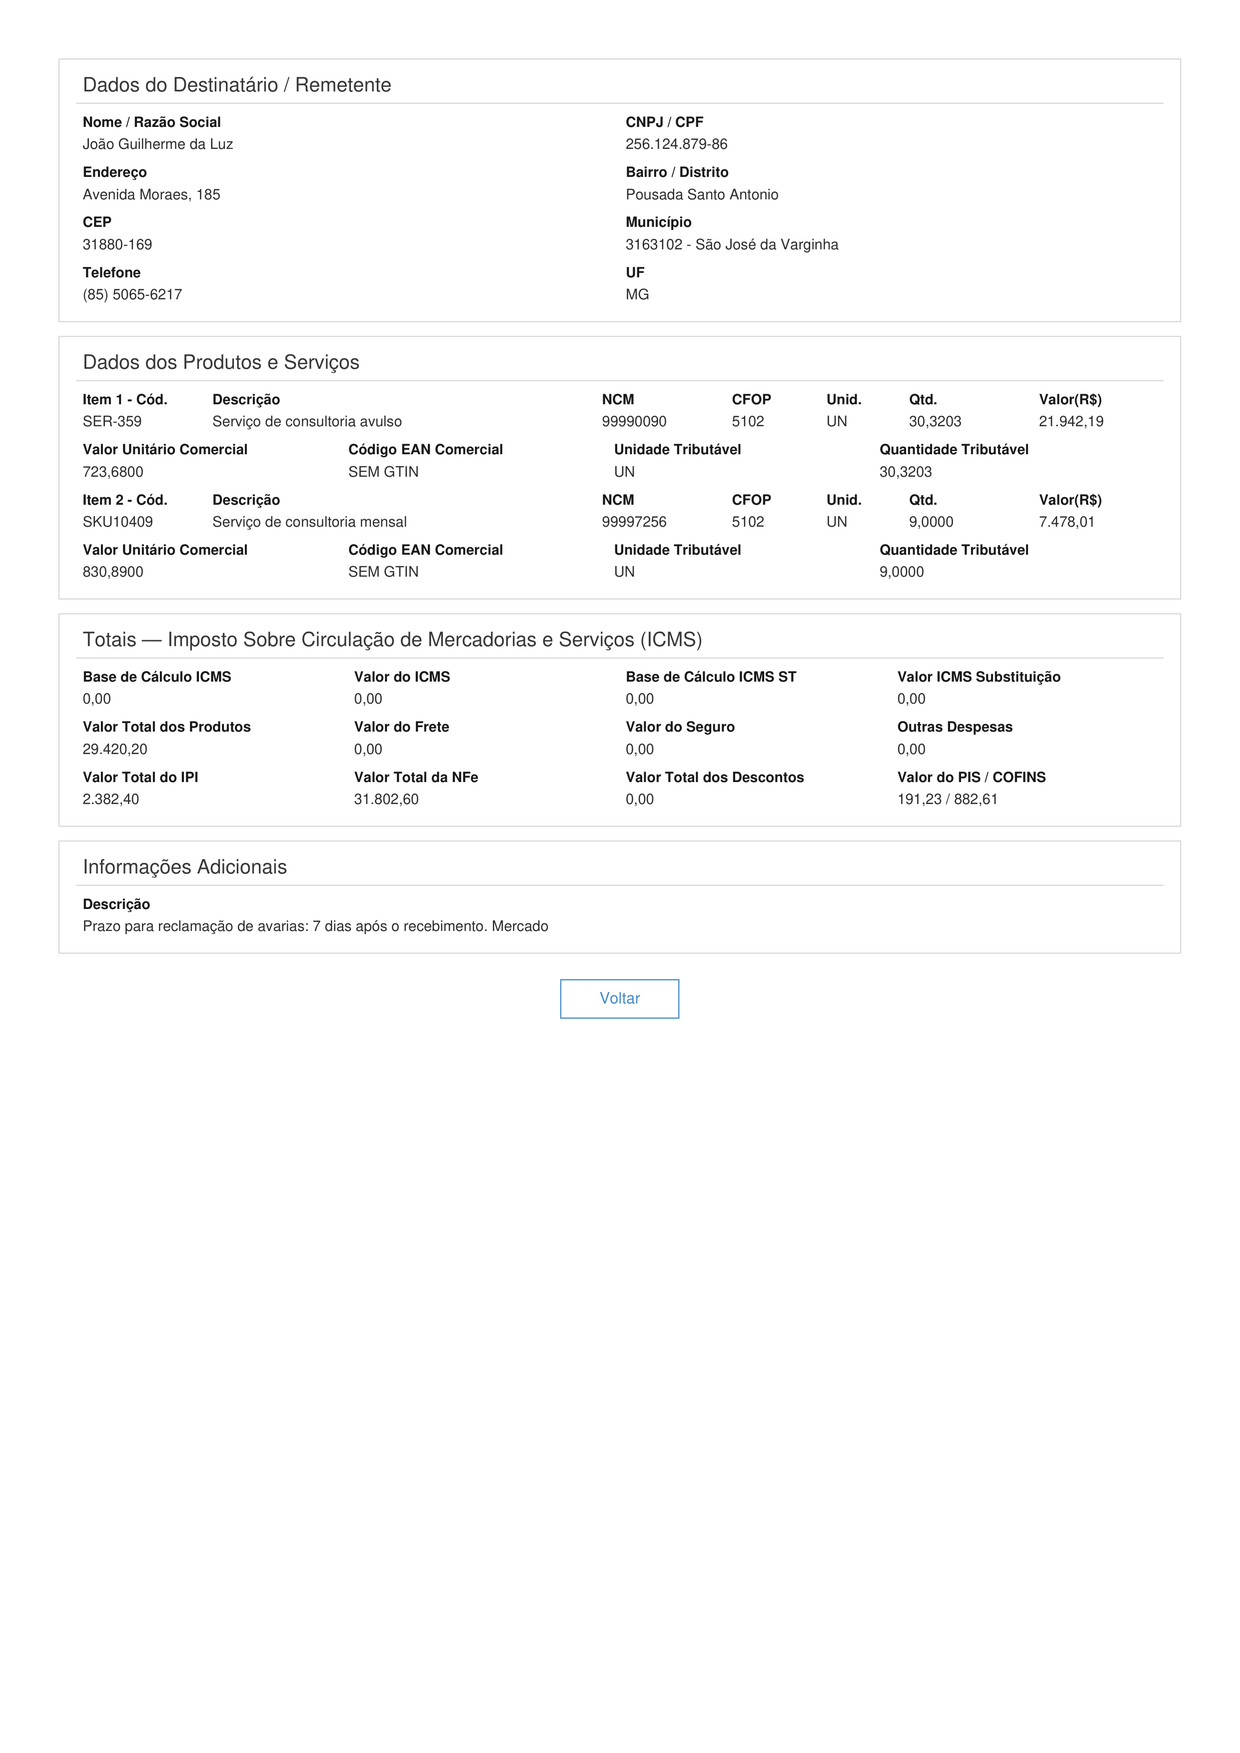 Dados do Destinatário / Remetente
Nome / Razão Social CNPJ / CPF
João Guilherme da Luz 256.124.879-86
Endereço Bairro / Distrito
Avenida Moraes, 185 Pousada Santo Antonio
CEP Município
31880-169 3163102 - São José da Varginha
Telefone UF
(85) 5065-6217 MG
Dados dos Produtos e Serviços
Item 1 - Cód. Descrição NCM CFOP Unid. Qtd. Valor(R$)
SER-359 Serviço de consultoria avulso 99990090 5102 UN 30,3203 21.942,19
Valor Unitário Comercial Código EAN Comercial Unidade Tributável Quantidade Tributável
723,6800 SEM GTIN UN 30,3203
Item 2 - Cód. Descrição NCM CFOP Unid. Qtd. Valor(R$)
SKU10409 Serviço de consultoria mensal 99997256 5102 UN 9,0000 7.478,01
Valor Unitário Comercial Código EAN Comercial Unidade Tributável Quantidade Tributável
830,8900 SEM GTIN UN 9,0000
Totais — Imposto Sobre Circulação de Mercadorias e Serviços (ICMS)
Base de Cálculo ICMS Valor do ICMS Base de Cálculo ICMS ST Valor ICMS Substituição
0,00 0,00 0,00 0,00
Valor Total dos Produtos Valor do Frete Valor do Seguro Outras Despesas
29.420,20 0,00 0,00 0,00
Valor Total do IPI Valor Total da NFe Valor Total dos Descontos Valor do PIS / COFINS
2.382,40 31.802,60 0,00 191,23 / 882,61
Informações Adicionais
Descrição
Prazo para reclamação de avarias: 7 dias após o recebimento. Mercado
Voltar